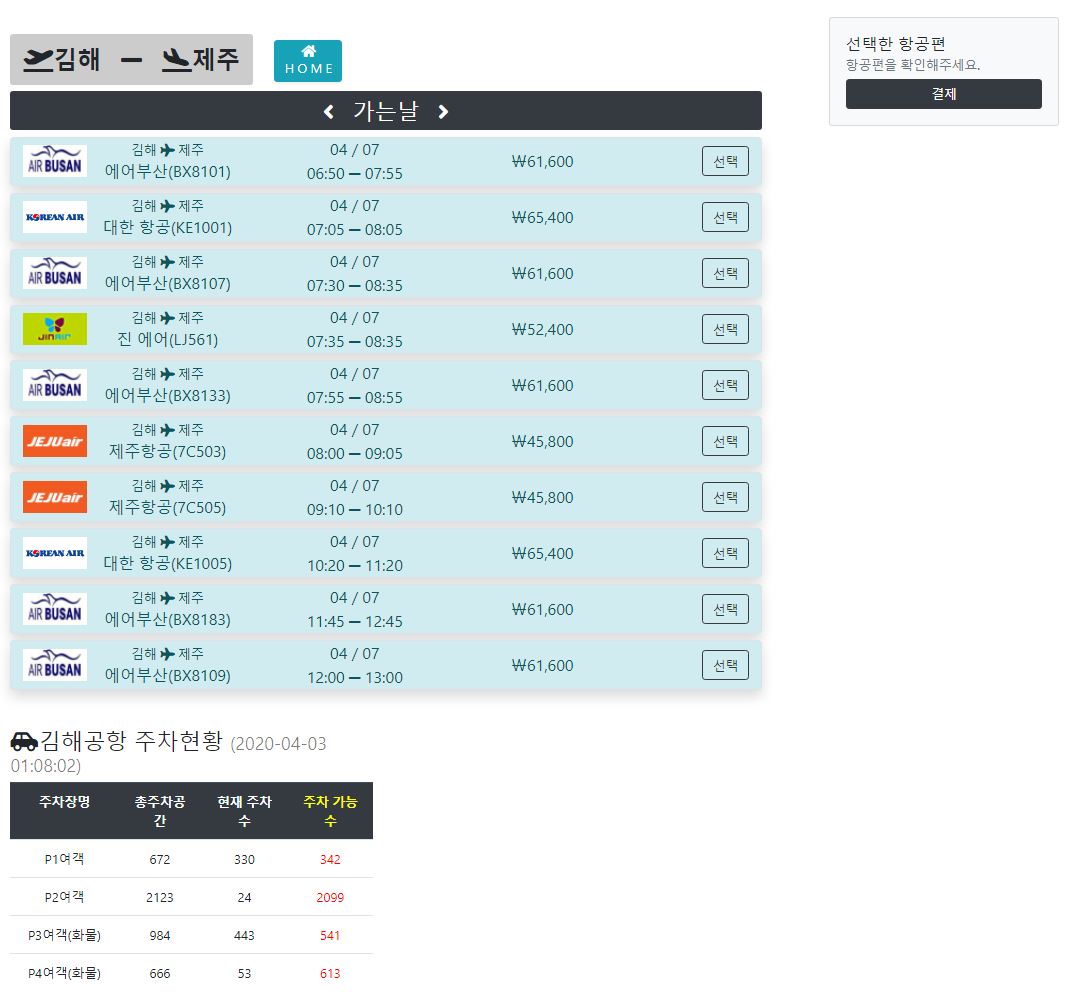 김해 ━ 제주
HOME
선택한 항공편
항공편을 확인해주세요.
결제
가는날
AIR BUSAN
김해 제주
에어부산(BX8101)
04 / 07
06:50 ━ 07:55
₩61,600
선택
KOREAN AIR
김해 제주
대한 항공(KE1001)
04 / 07
07:05 ━ 08:05
₩65,400
선택
AIR BUSAN
김해 제주
에어부산(BX8107)
04 / 07
07:30 ━ 08:35
₩61,600
선택
JINAIR
김해 제주
진 에어(LJ561)
04 / 07
07:35 ━ 08:35
₩52,400
선택
AIR BUSAN
김해 제주
에어부산(BX8133)
04 / 07
07:55 ━ 08:55
₩61,600
선택
JEJUair
김해 제주
제주항공(7C503)
04 / 07
08:00 ━ 09:05
₩45,800
선택
JEJUair
김해 제주
제주항공(7C505)
04 / 07
09:10 ━ 10:10
₩45,800
선택
KOREAN AIR
김해 제주
대한 항공(KE1005)
04 / 07
10:20 ━ 11:20
₩65,400
선택
AIR BUSAN
김해 제주
에어부산(BX8183)
04 / 07
11:45 ━ 12:45
₩61,600
선택
AIR BUSAN
김해 제주
에어부산(BX8109)
04 / 07
12:00 ━ 13:00
₩61,600
선택
김해공항 주차현황 (2020-04-03
01:08:02)
주차장명 총주차공 현재 주차 주차 가능
간 수 수
P1여객 672 330 342
P2여객 2123 24 2099
P3여객(화물) 984 443 541
P4여객(화물) 666 53 613